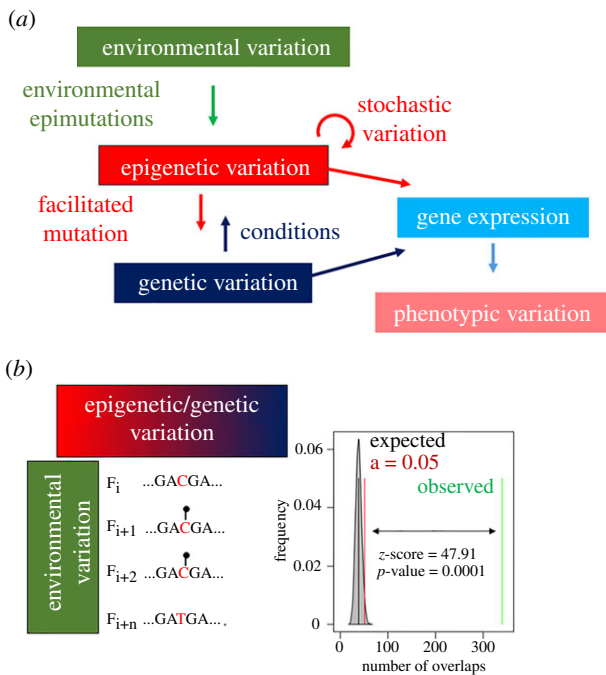 (a)
environmental variation
environmental
epimutations
stochastic
variation
epigenetic variation
facilitated
mutation
conditions
gene expression
genetic variation
phenotypic variation
(b)
epigenetic/genetic
variation
environmental
variation
Fi ...GACGA...
Fi+1 ...GACGA...
Fi+2 ...GACGA...
Fi+n ...GATGA...
expected
a = 0.05
observed
z-score = 47.91
p-value = 0.0001
frequency
0.06
0.04
0.02
0
0 100 200 300
number of overlaps